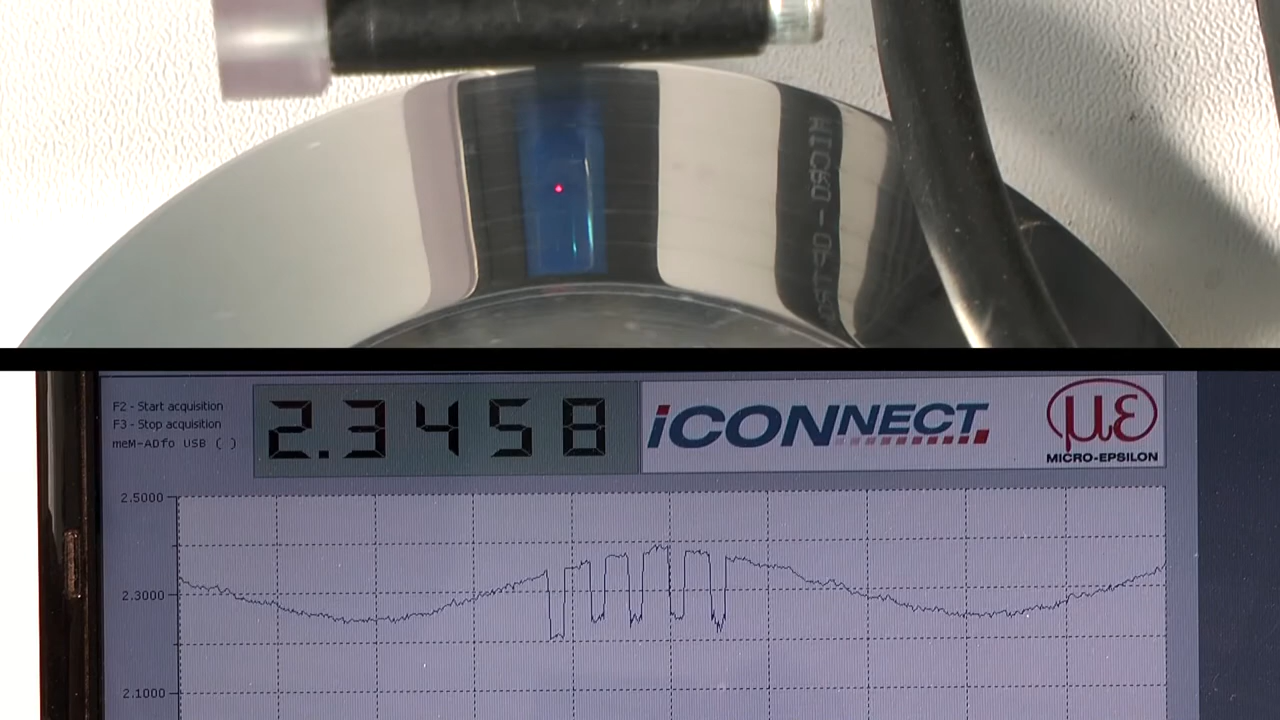 F2 - Start acquisition
F3 - Stop acquisition
meM-ADfo USB ( )
2.3458
iCONNECT
με
MICRO-EPSILON
2.5000
2.3000
2.1000